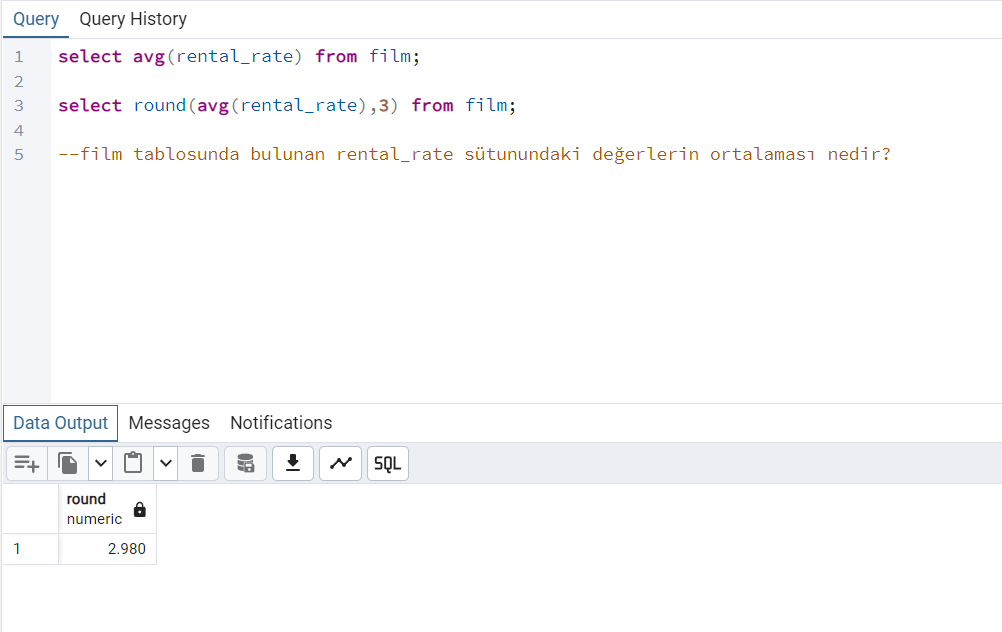 Query Query History
1 select avg(rental_rate) from film;
2
3 select round(avg(rental_rate),3) from film;
4
5 --film tablosunda bulunan rental_rate sütunundaki değerlerin ortalaması nedir?
Data Output Messages Notifications
SQL
round
numeric
1 2.980